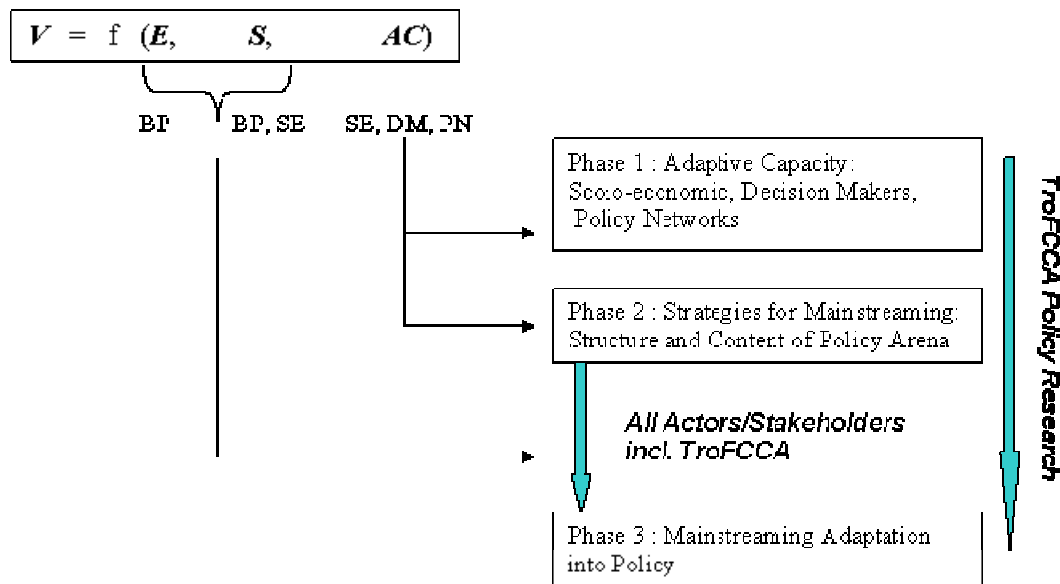 V = f (E, S, AC)
BP BP, SE SE, DM, PN
Phase 1 : Adaptive Capacity:
Socio-economic, Decision Makers,
Policy Networks
Phase 2 : Strategies for Mainstreaming:
Structure and Content of Policy Arena
All Actors/Stakeholders
incl. TroFCCA
Phase 3 : Mainstreaming Adaptation
into Policy
TroFCCA Policy Research